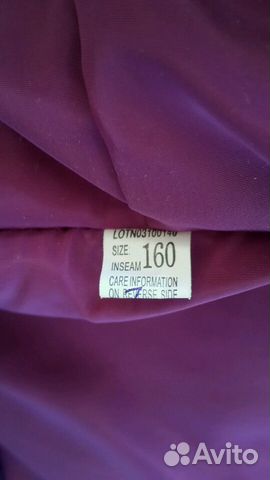 LOTN03100140
SIZE:
INSEAM 160
CARE INFORMATION
ON REVERSE SIDE
Avito